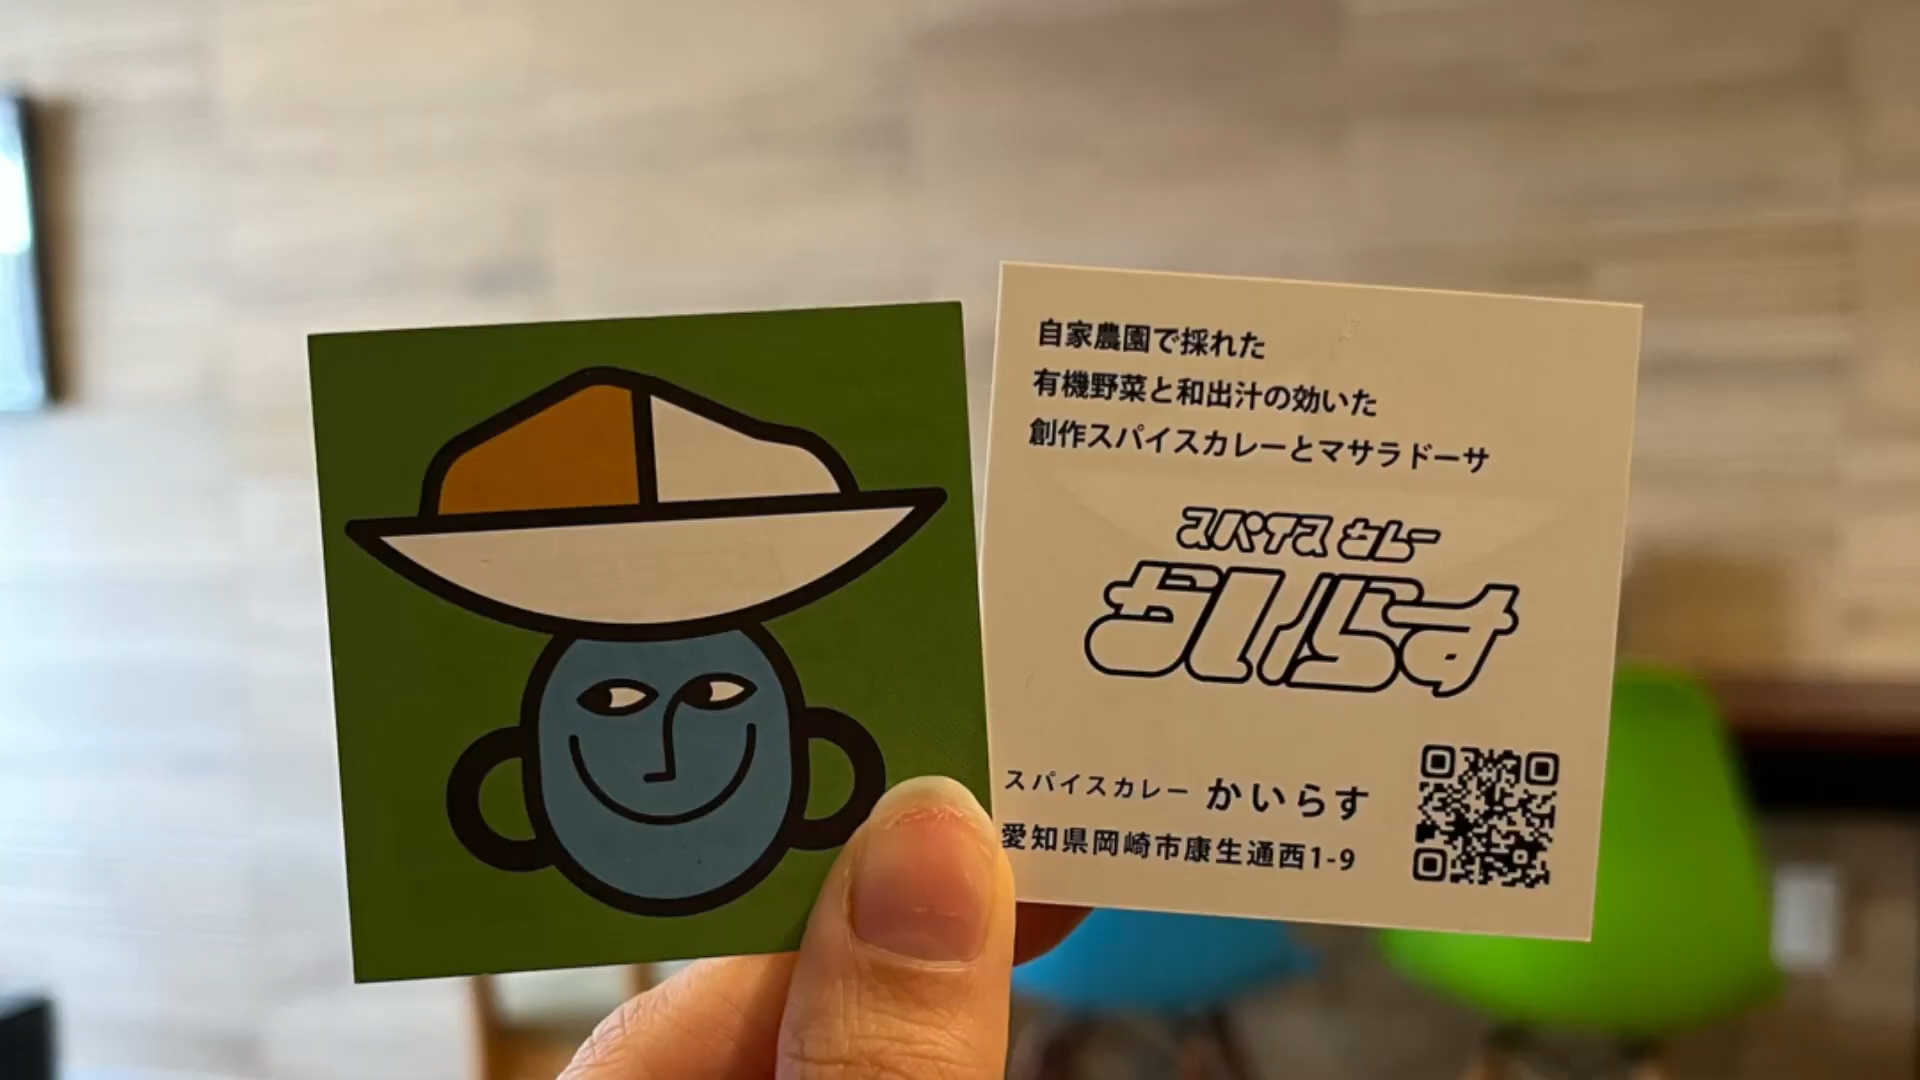 自家農園で採れた
有機野菜と和出汁の効いた
創作スパイスカレーとマサラドーサ
スパイスカレー
かいらす
スパイスカレー かいらす
愛知県岡崎市康生通西1-9